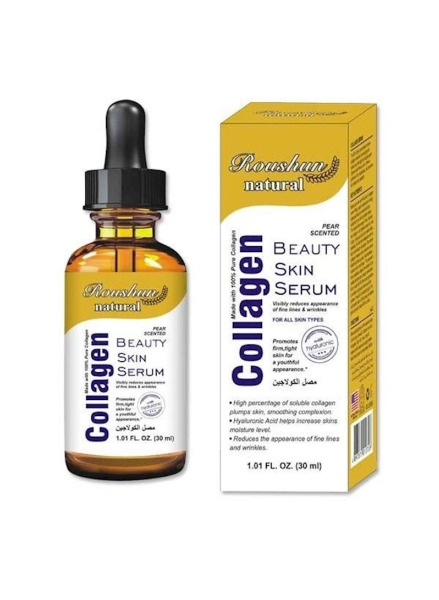 Roushun
natural
PEAR
SCENTED
Collagen
Made with 100% Pure Collagen
BEAUTY
SKIN
SERUM
Visibly reduces appearance
of fine lines & wrinkles
Promotes
firm,tight
skin for
a youthful
appearance.*
with hyaluronic
مصل الكولاجين
1.01 FL. OZ. (30 ml)
Roushun
natural
PEAR
SCENTED
Collagen
Made with 100% Pure Collagen
BEAUTY
SKIN
SERUM
Visibly reduces appearance
of fine lines & wrinkles
FOR ALL SKIN TYPES
Promotes
firm,tight
skin for
a youthful
appearance.*
with hyaluronic
مصل الكولاجين
• High percentage of soluble collagen
plumps skin, smoothing complexion.
• Hyaluronic Acid helps increase skins
moisture level.
• Reduces the appearance of fine lines
and wrinkles.
1.01 FL. OZ. (30 ml)